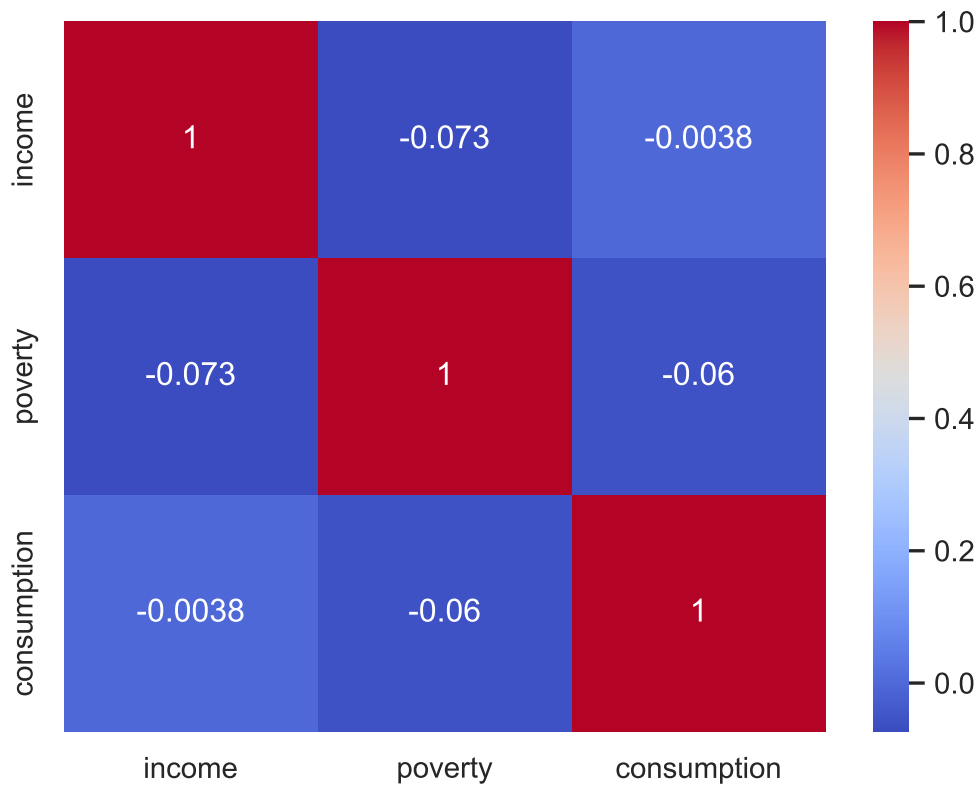 income 1 -0.073 -0.0038
poverty -0.073 1 -0.06
consumption -0.0038 -0.06 1
income poverty consumption
1.0
0.8
0.6
0.4
0.2
0.0